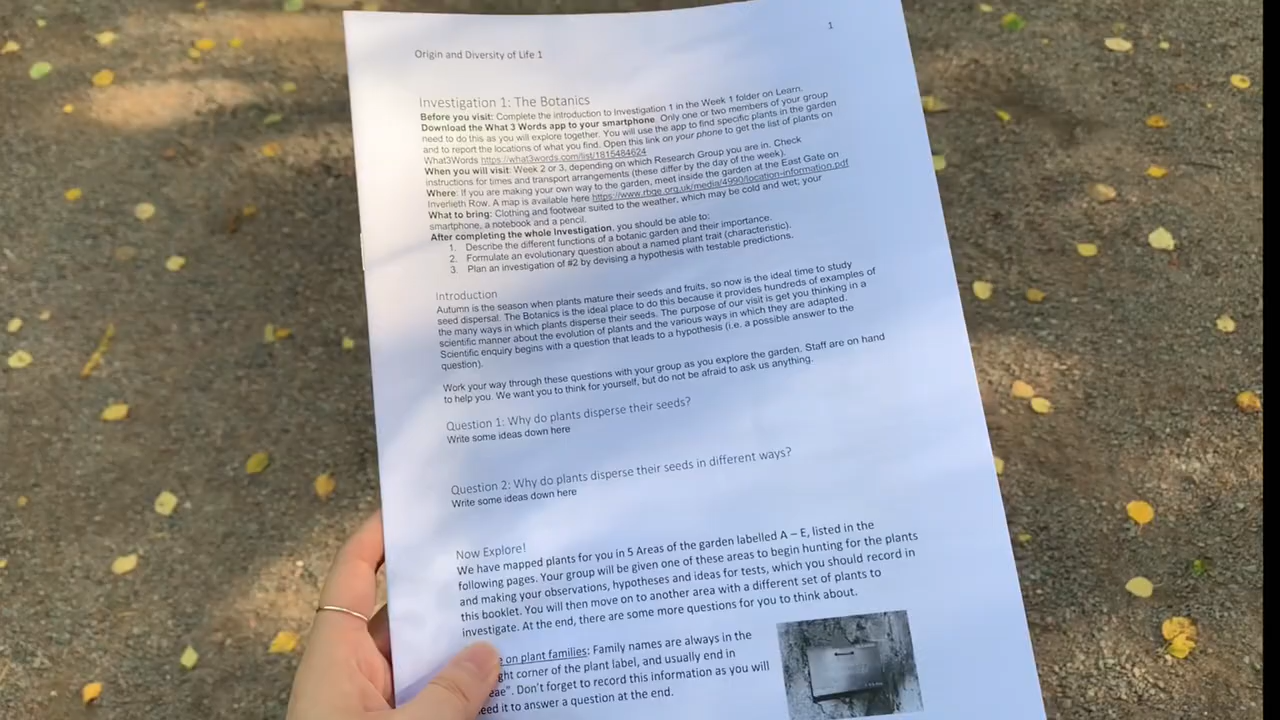 1
Origin and Diversity of Life 1
Investigation 1: The Botanics
Before you visit: Complete the introduction to Investigation 1 in the Week 1 folder on Learn.
Download the What 3 Words app to your smartphone. Only one or two members of your group
need to do this as you will explore together. You will use the app to find specific plants in the garden
and to report the locations of what you find. Open this link on your phone to get the list of plants on
What3Words https://what3words.com/list/1815484624
When you will visit: Week 2 or 3, depending on which Research Group you are in. Check
instructions for times and transport arrangements (these differ by the day of the week).
Where: If you are making your own way to the garden, meet inside the garden at the East Gate on
Inverleith Row. A map is available here https://www.rbge.org.uk/media/4990/location-information.pdf
What to bring: Clothing and footwear suited to the weather, which may be cold and wet; your
smartphone, a notebook and a pencil.
After completing the whole Investigation, you should be able to:
1. Describe the different functions of a botanic garden and their importance.
2. Formulate an evolutionary question about a named plant trait (characteristic).
3. Plan an investigation of #2 by devising a hypothesis with testable predictions.
Introduction
Autumn is the season when plants mature their seeds and fruits, so now is the ideal time to study
seed dispersal. The Botanics is the ideal place to do this because it provides hundreds of examples of
the many ways in which plants disperse their seeds. The purpose of our visit is get you thinking in a
scientific manner about the evolution of plants and the various ways in which they are adapted.
Scientific enquiry begins with a question that leads to a hypothesis (i.e. a possible answer to the
question).
Work your way through these questions with your group as you explore the garden. Staff are on hand
to help you. We want you to think for yourself, but do not be afraid to ask us anything.
Question 1: Why do plants disperse their seeds?
Write some ideas down here
Question 2: Why do plants disperse their seeds in different ways?
Write some ideas down here
Now Explore!
We have mapped plants for you in 5 Areas of the garden labelled A – E, listed in the
following pages. Your group will be given one of these areas to begin hunting for the plants
and making your observations, hypotheses and ideas for tests, which you should record in
this booklet. You will then move on to another area with a different set of plants to
investigate. At the end, there are some more questions for you to think about.
on plant families: Family names are always in the
corner of the plant label, and usually end in
eae". Don't forget to record this information as you will
eed it to answer a question at the end.